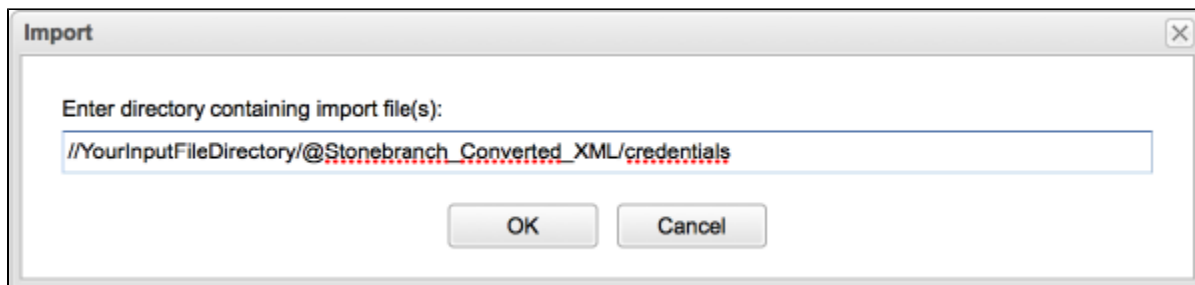 Import
Enter directory containing import file(s):
//YourInputFileDirectory/@Stonebranch_Converted_XML/credentials
OK Cancel